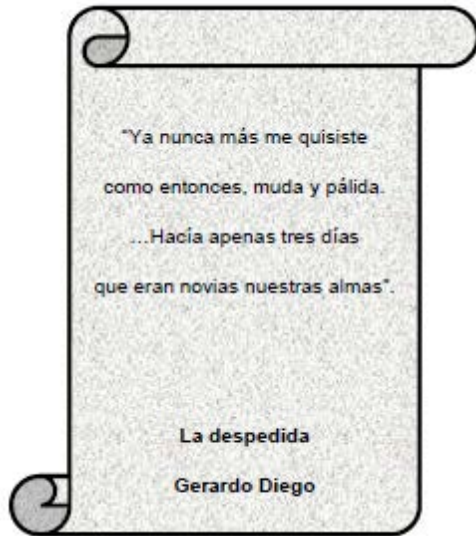 “Ya nunca más me quisiste
como entonces, muda y pálida.
…Hacía apenas tres días
que eran novias nuestras almas”.
La despedida
Gerardo Diego